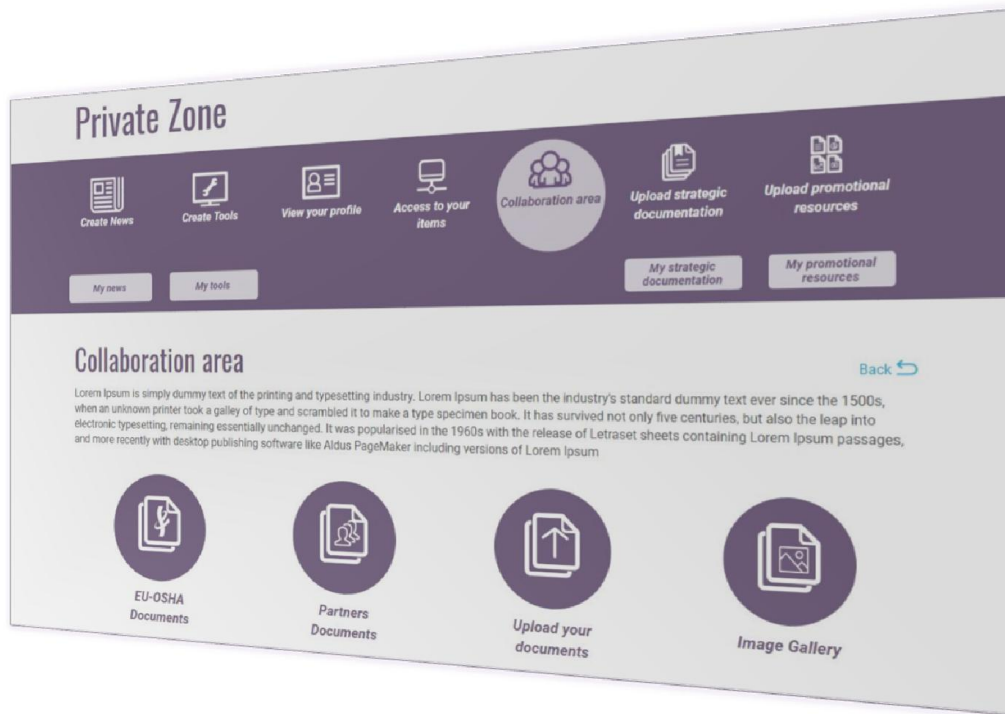 Private Zone
Create News
Create Tools
View your profile
Access to your
items
Collaboration area
Upload strategic
documentation
Upload promotional
resources
My news
My tools
My strategic
documentation
My promotional
resources
Collaboration area
Back
Lorem Ipsum is simply dummy text of the printing and typesetting industry. Lorem Ipsum has been the industry's standard dummy text ever since the 1500s,
when an unknown printer took a galley of type and scrambled it to make a type specimen book. It has survived not only five centuries, but also the leap into
electronic typesetting, remaining essentially unchanged. It was popularised in the 1960s with the release of Letraset sheets containing Lorem Ipsum passages,
and more recently with desktop publishing software like Aldus PageMaker including versions of Lorem Ipsum
EU-OSHA
Documents
Partners
Documents
Upload your
documents
Image Gallery